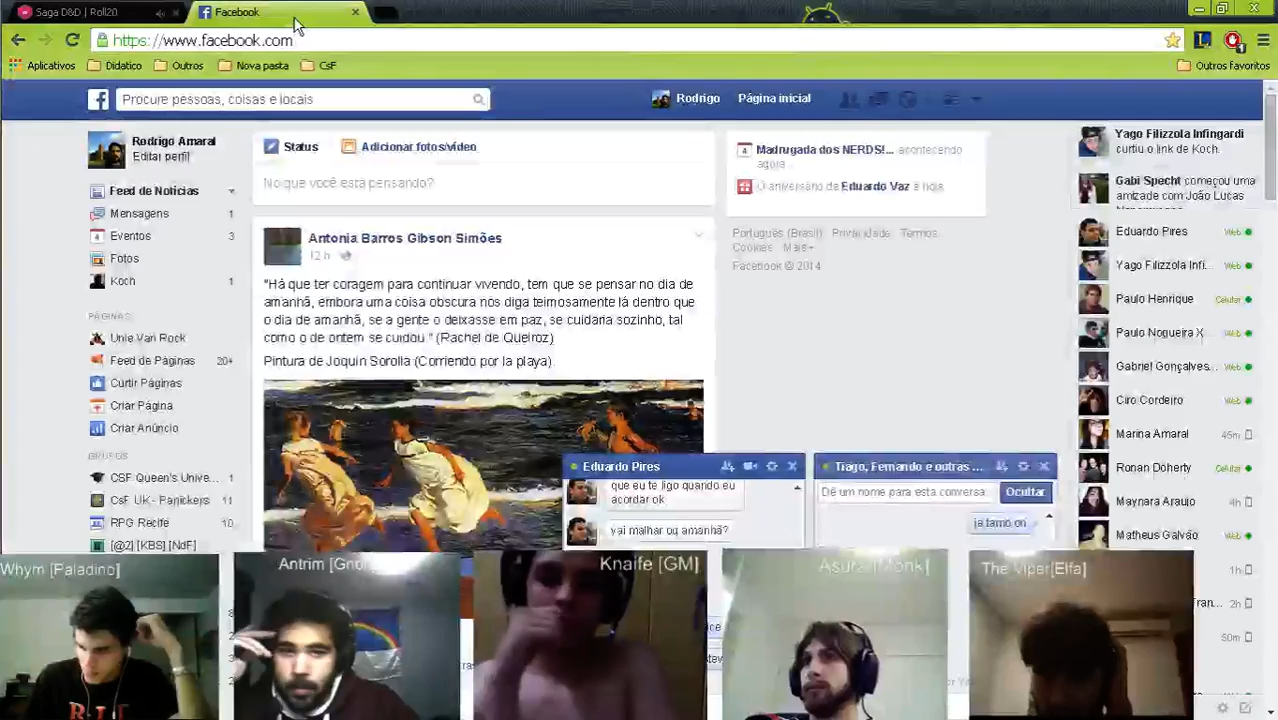 Saga D&D | Roll20
Facebook
https://www.facebook.com
Aplicativos
Didatico
Outros
Nova pasta
CsF
Outros favoritos
Procure pessoas, coisas e locais
Rodrigo
Página inicial
Rodrigo Amaral
Editar perfil
Feed de Notícias
Mensagens 1
Eventos 3
Fotos
Koch 1
PÁGINAS
Unle Van Rock
Feed de Páginas 20+
Curtir Páginas
Criar Página
Criar Anúncio
GRUPOS
CSF Queen's Unive...
CsF UK - Panickers 11
RPG Recife 10
[@Z] [KBS] [NdF]
Status
Adicionar fotos/vídeo
No que você está pensando?
Antonia Barros Gibson Simões
12 h
"Há que ter coragem para continuar vivendo, tem que se pensar no dia de
amanhã, embora uma coisa obscura nos diga teimosamente lá dentro que
o dia de amanhã, se a gente o deixasse em paz, se cuidaria sozinho, tal
como o de ontem se cuidou." (Rachel de Queiroz)
Pintura de Joquin Sorolla (Corriendo por la playa).
Madrugada dos NERDS!... acontecendo
agora
O aniversário de Eduardo Vaz é hoje
Português (Brasil) Privacidade Termos
Cookies Mais
Facebook © 2014
Yago Filizzola Infingardi
curtiu o link de Koch.
Gabi Specht começou uma
amizade com João Lucas
Eduardo Pires Web
Yago Filizzola Infi... Web
Paulo Henrique Celular
Paulo Nogueira X... Web
Gabriel Gonçalves... Web
Ciro Cordeiro Web
Marina Amaral 45m
Ronan Doherty Celular
Maynara Araujo 4h
Matheus Galvão Web
1h
Fran... 2h
50m
Eduardo Pires
que eu te ligo quando eu
acordar ok
vai malhar ou amanhã?
Tiago, Fernando e outras ...
Dê um nome para esta conversa...
Ocultar
ja tamo on
Whym [Paladino]
Antrim [Gnor
Knaife [GM]
Asura [Monk]
The Viper[Elfa]